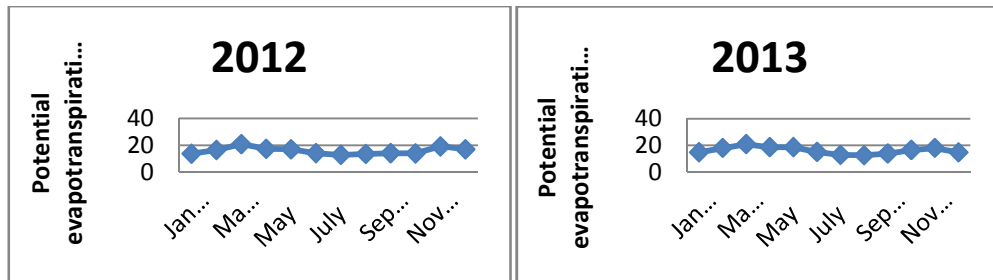 2012
Potential
evapotranspirati...
40
20
0
Jan...
Ma...
May
July
Sep...
Nov...
2013
Potential
evapotranspirati...
40
20
0
Jan...
Ma...
May
July
Sep...
Nov...